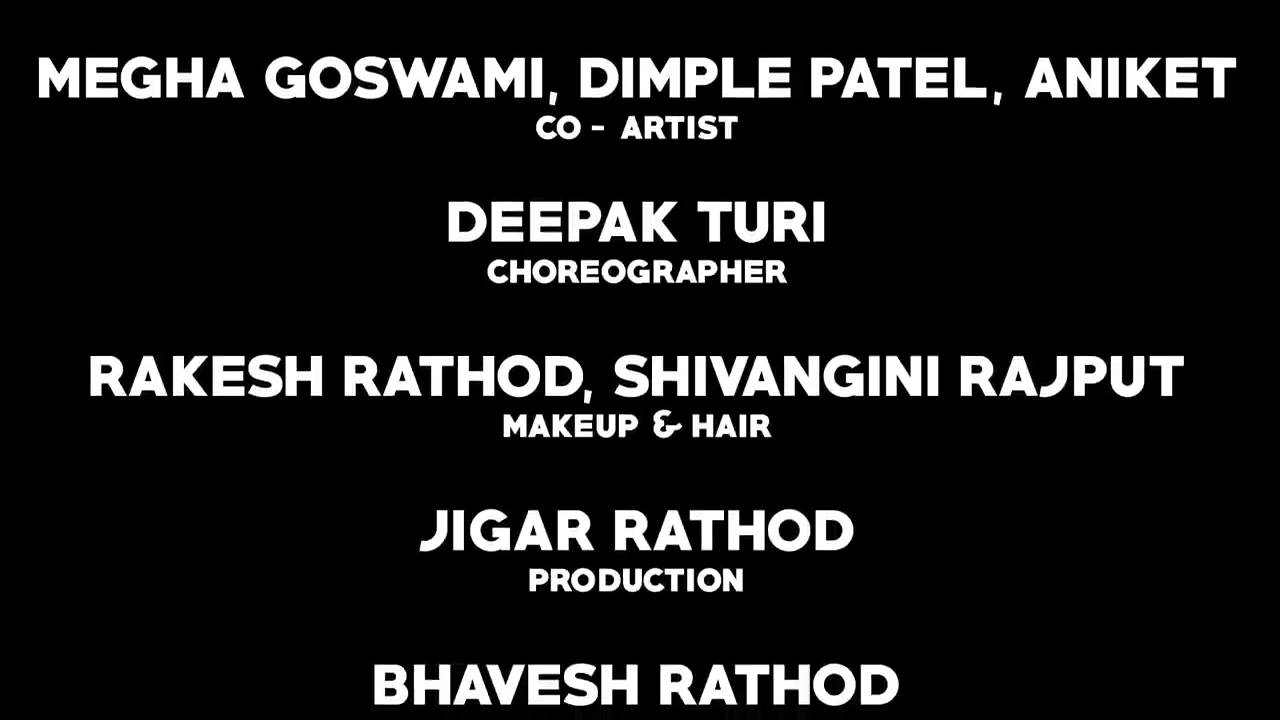 MEGHA GOSWAMI, DIMPLE PATEL, ANIKET
CO - ARTIST
DEEPAK TURI
CHOREOGRAPHER
RAKESH RATHOD, SHIVANGINI RAJPUT
MAKEUP & HAIR
JIGAR RATHOD
PRODUCTION
BHAVESH RATHOD